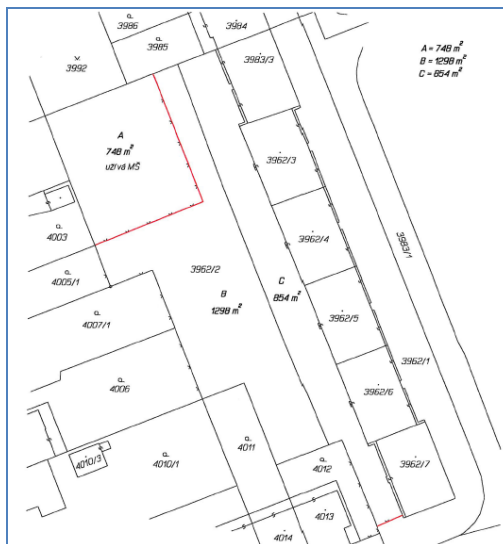 3986
3985
3984
3992
3983/3
A = 748 m²
B = 1298 m²
C = 854 m²
A
748 m²
užívá MŠ
3962/3
4003
3962/4
3983/1
4005/1
3962/2
C
854 m²
B
1298 m²
3962/5
4007/1
3962/1
4006
3962/6
4011
4010/3
4010/1
4012
3962/7
4013
4014